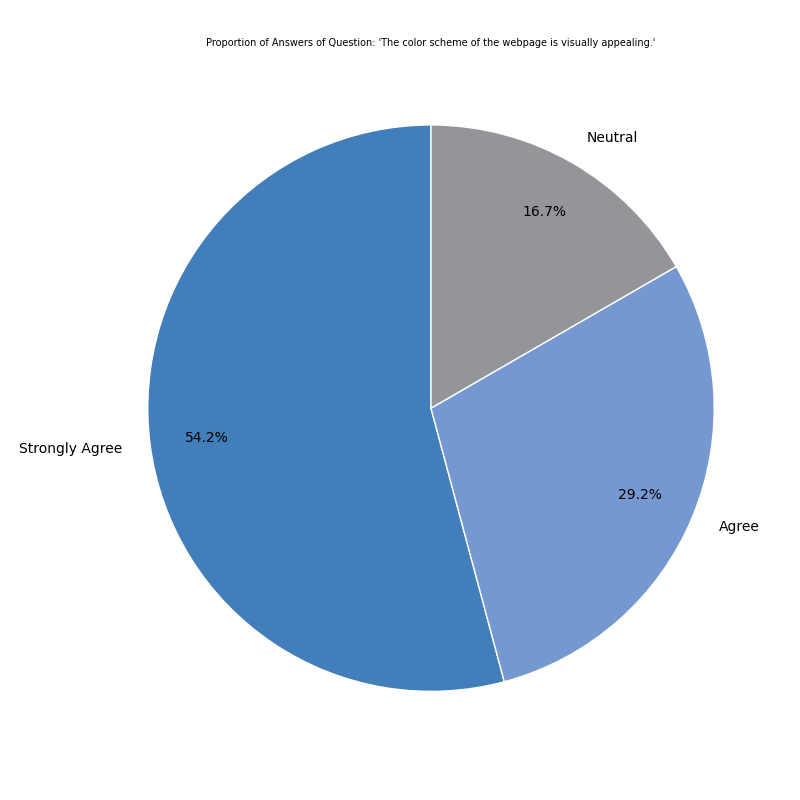 Proportion of Answers of Question: 'The color scheme of the webpage is visually appealing.'
Neutral
16.7%
54.2%
Strongly Agree
29.2%
Agree